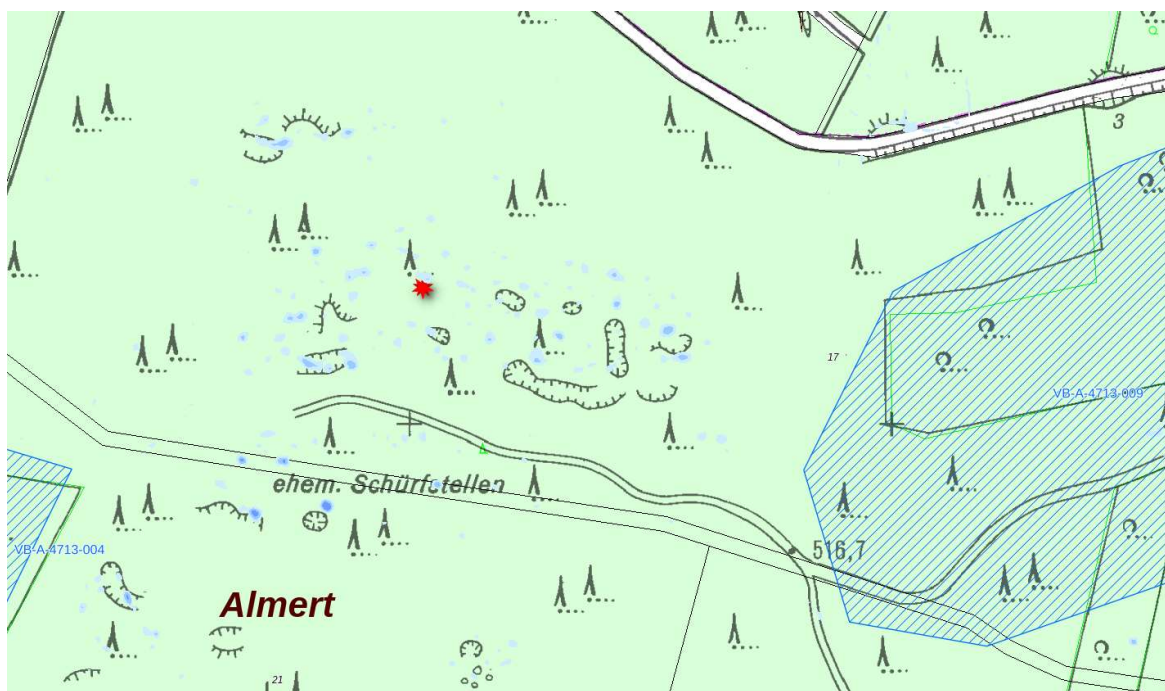 3
17
VB-A-4713-009
ehem. Schürfstellen
VB-A-4713-004
516,7
Almert
21